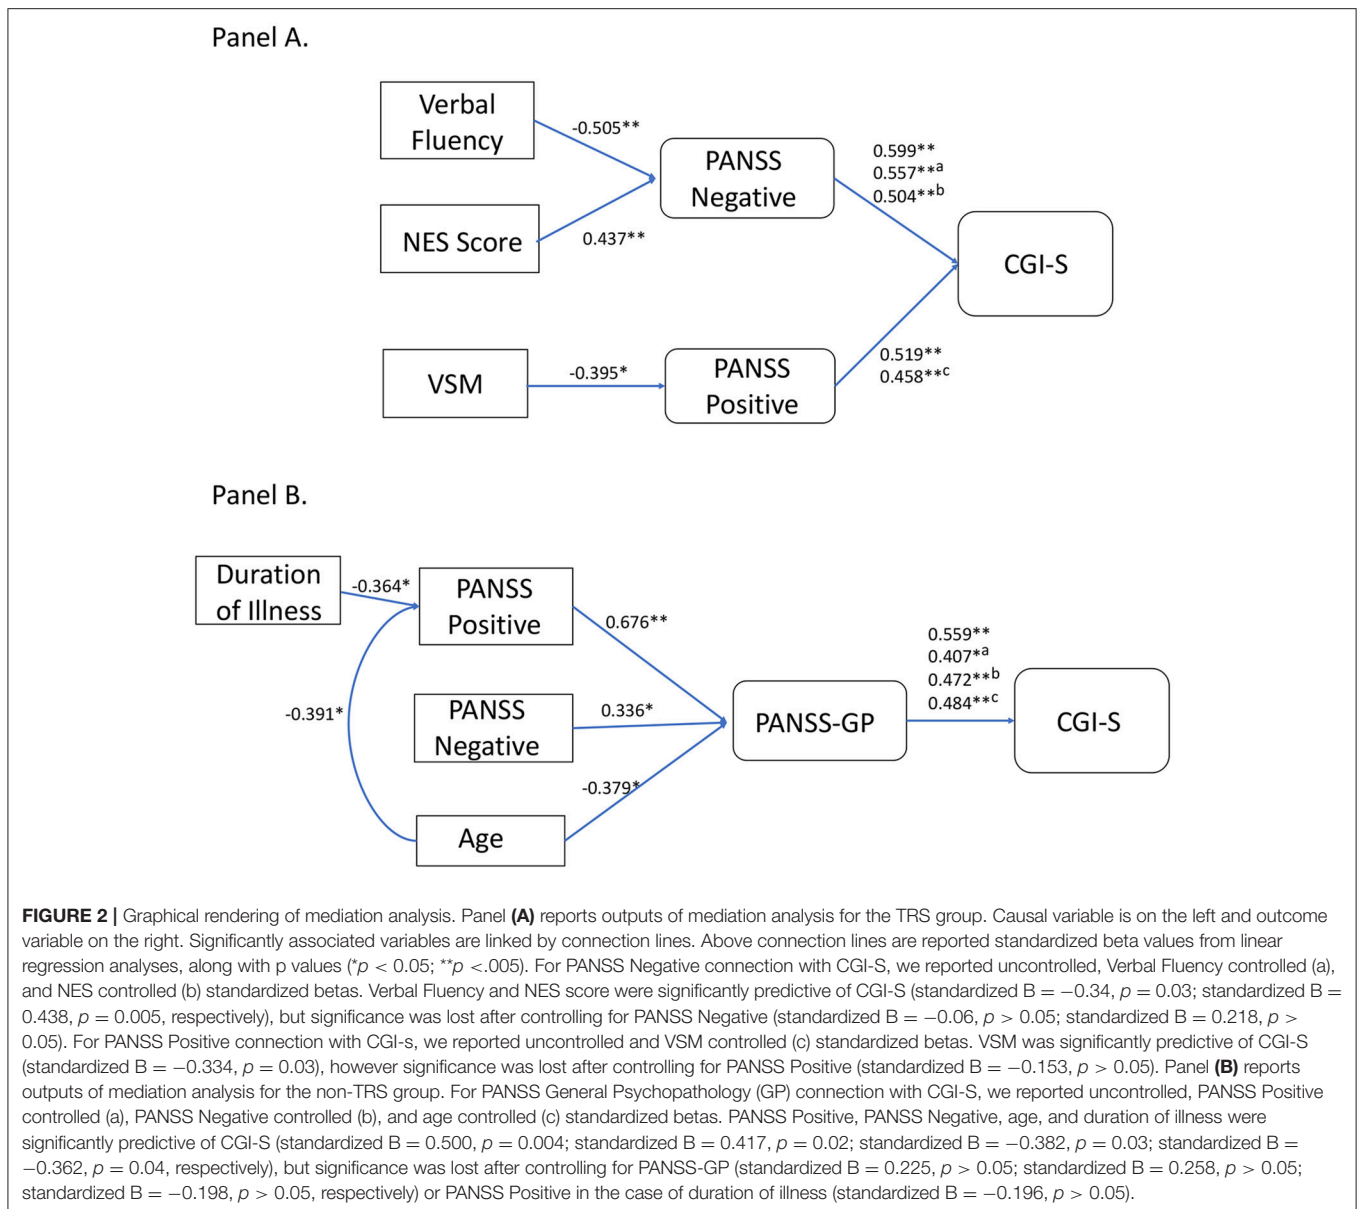 Panel A.
Verbal
Fluency
-0.505**
PANSS
Negative
0.599**
0.557**a
0.504**b
NES Score
0.437**
CGI-S
VSM
-0.395*
PANSS
Positive
0.519**
0.458**c
Panel B.
Duration
of Illness
-0.364*
PANSS
Positive
0.676**
-0.391*
PANSS
Negative
0.336*
0.559**
0.407*a
0.472**b
0.484**c
PANSS-GP
CGI-S
-0.379*
Age
FIGURE 2 | Graphical rendering of mediation analysis. Panel (A) reports outputs of mediation analysis for the TRS group. Causal variable is on the left and outcome
variable on the right. Significantly associated variables are linked by connection lines. Above connection lines are reported standardized beta values from linear
regression analyses, along with p values (*p < 0.05; **p <.005). For PANSS Negative connection with CGI-S, we reported uncontrolled, Verbal Fluency controlled (a),
and NES controlled (b) standardized betas. Verbal Fluency and NES score were significantly predictive of CGI-S (standardized B = −0.34, p = 0.03; standardized B =
0.438, p = 0.005, respectively), but significance was lost after controlling for PANSS Negative (standardized B = −0.06, p > 0.05; standardized B = 0.218, p >
0.05). For PANSS Positive connection with CGI-s, we reported uncontrolled and VSM controlled (c) standardized betas. VSM was significantly predictive of CGI-S
(standardized B = −0.334, p = 0.03), however significance was lost after controlling for PANSS Positive (standardized B = −0.153, p > 0.05). Panel (B) reports
outputs of mediation analysis for the non-TRS group. For PANSS General Psychopathology (GP) connection with CGI-S, we reported uncontrolled, PANSS Positive
controlled (a), PANSS Negative controlled (b), and age controlled (c) standardized betas. PANSS Positive, PANSS Negative, age, and duration of illness were
significantly predictive of CGI-S (standardized B = 0.500, p = 0.004; standardized B = 0.417, p = 0.02; standardized B = −0.382, p = 0.03; standardized B =
−0.362, p = 0.04, respectively), but significance was lost after controlling for PANSS-GP (standardized B = 0.225, p > 0.05; standardized B = 0.258, p > 0.05;
standardized B = −0.198, p > 0.05, respectively) or PANSS Positive in the case of duration of illness (standardized B = −0.196, p > 0.05).